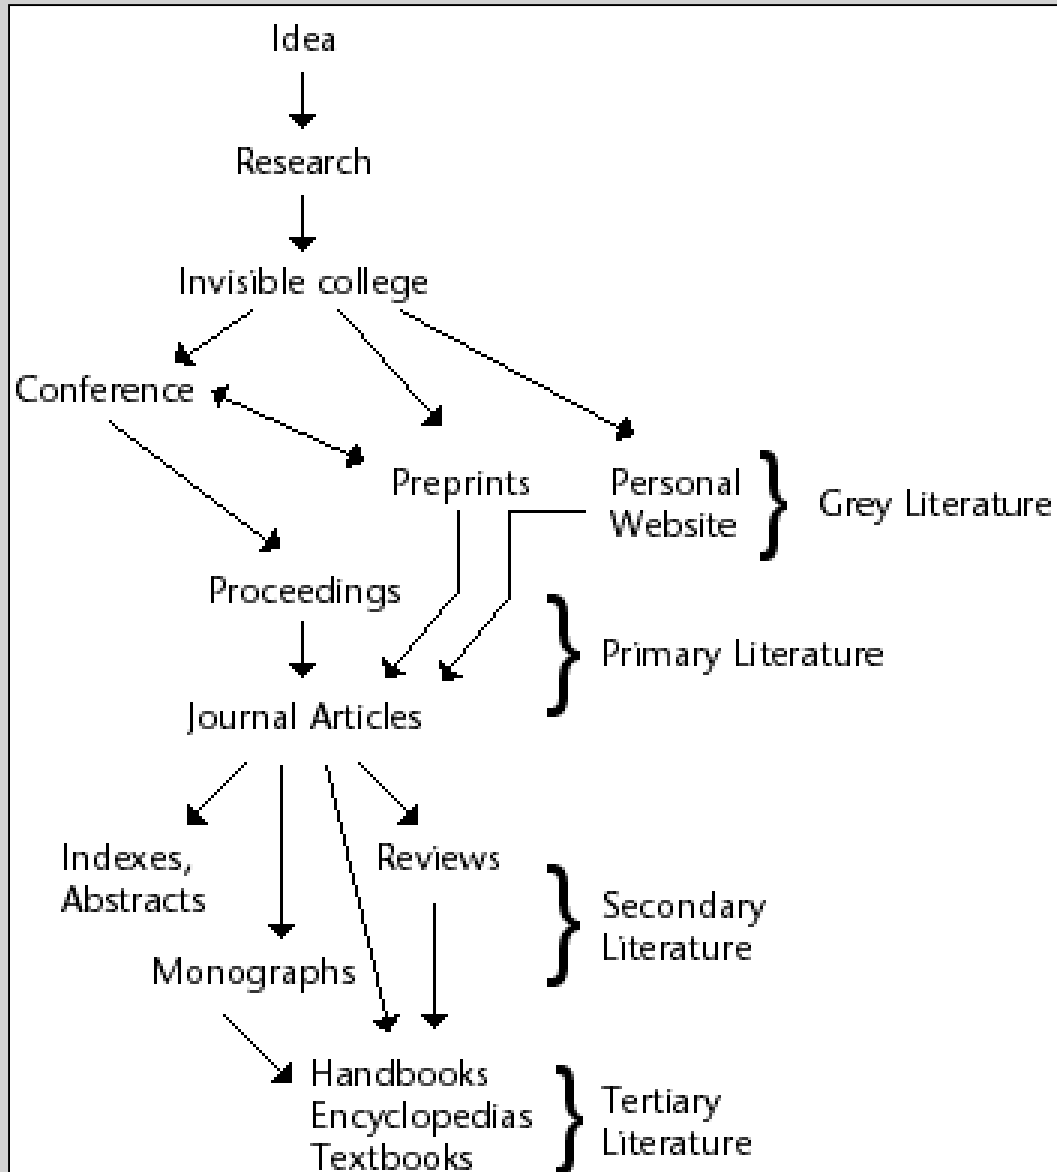 Idea
Research
Invisible college
Conference
Preprints
Personal
Website
Grey Literature
Proceedings
Primary Literature
Journal Articles
Indexes,
Abstracts
Reviews
Secondary
Literature
Monographs
Handbooks
Encyclopedias
Textbooks
Tertiary
Literature